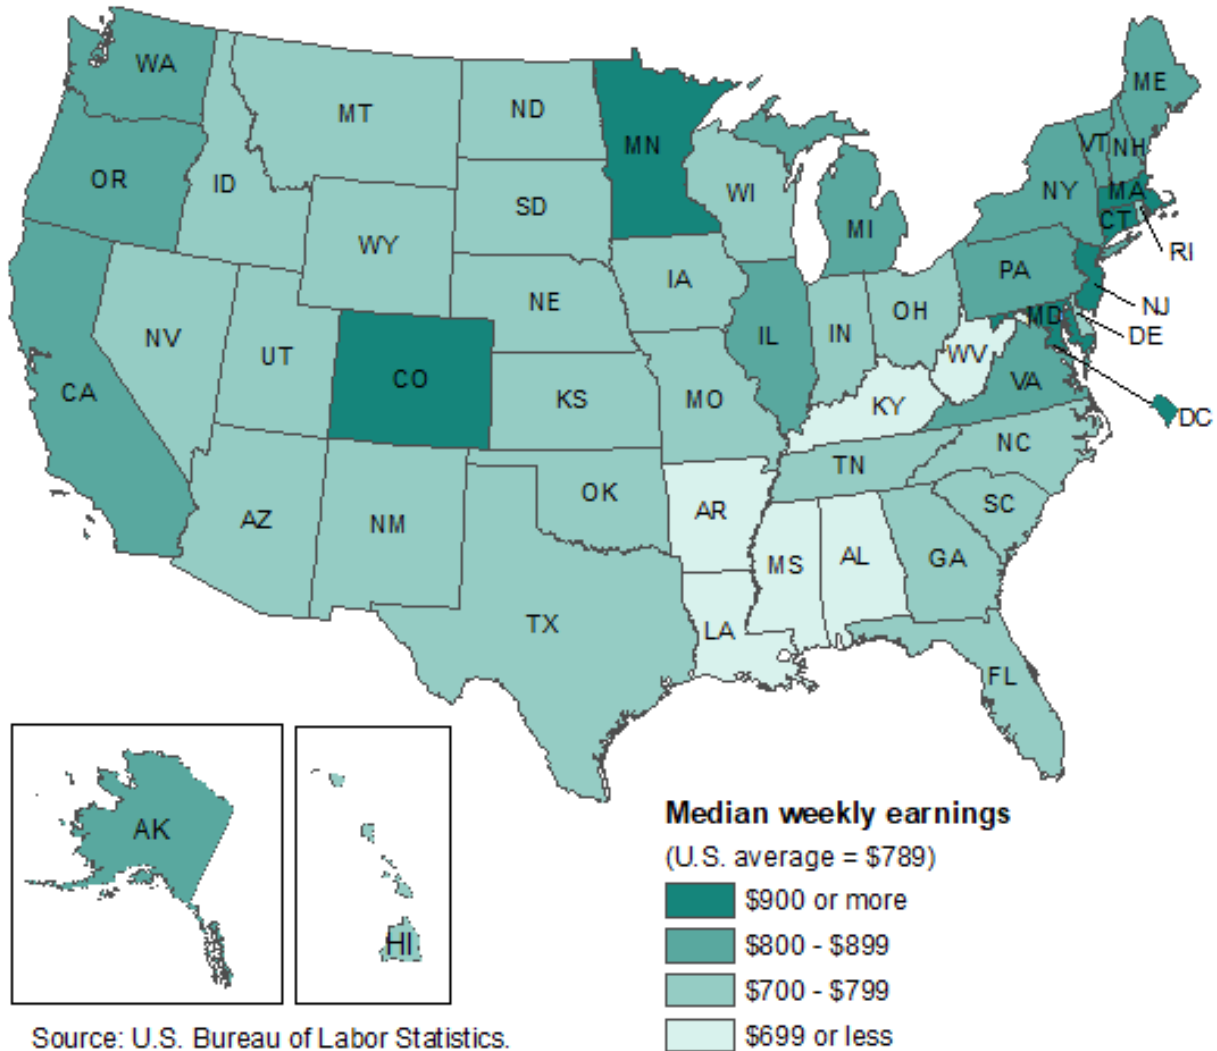 WA
ME
MT
ND
VT
NH
MN
OR
ID
WI
NY
MA
SD
CT
WY
MI
RI
IA
PA
NE
NJ
OH
MD
DE
NV
UT
IL
IN
WV
CO
VA
CA
KS
MO
KY
DC
NC
TN
OK
SC
AZ
NM
AR
GA
MS
AL
TX
LA
FL
AK
HI
Median weekly earnings
(U.S. average = $789)
$900 or more
$800 - $899
$700 - $799
$699 or less
Source: U.S. Bureau of Labor Statistics.